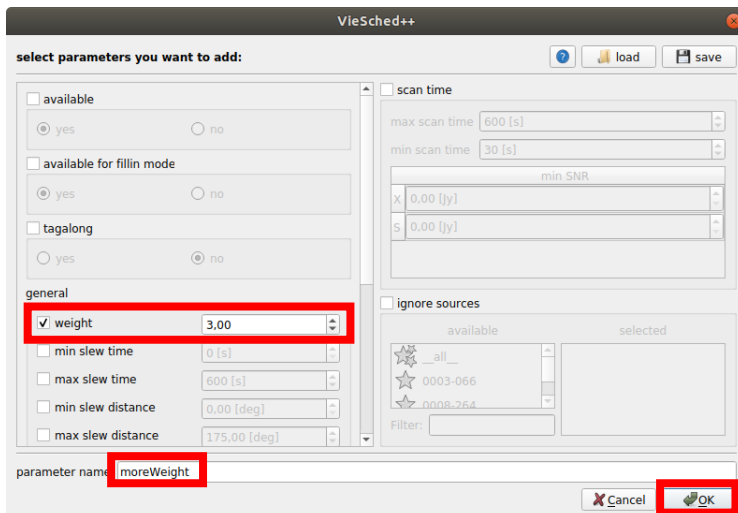 VieSched++
select parameters you want to add:
?
load
save
available
yes
no
available for fillin mode
yes
no
tagalong
yes
no
general
weight
3,00
min slew time
0 [s]
max slew time
600 [s]
min slew distance
0,00 [deg]
max slew distance
175,00 [deg]
scan time
max scan time
600 [s]
min scan time
30 [s]
min SNR
X
0,00 [Jy]
S
0,00 [Jy]
ignore sources
available
selected
__all__
0003-066
0008-264
Filter:
parameter name
moreWeight
Cancel
OK